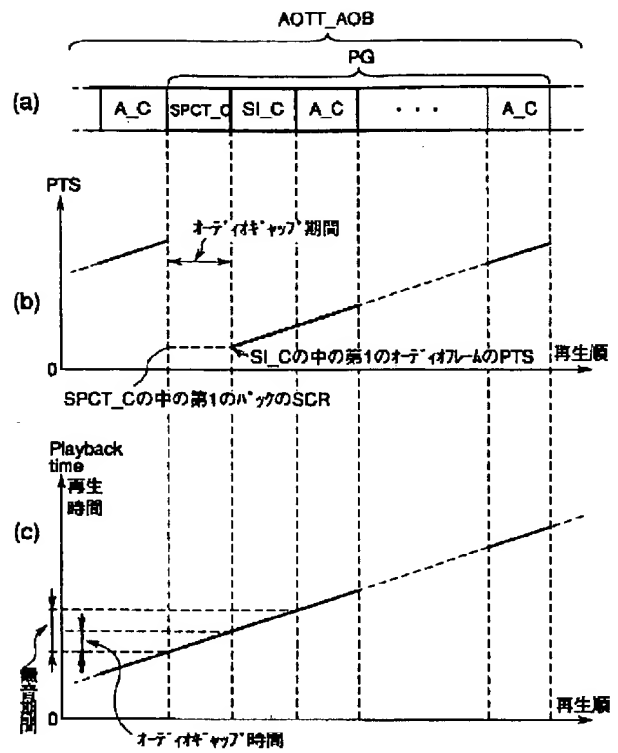 AOTT_AOB
PG
(a)
A_C SPCT_C SI_C A_C ・・・ A_C
PTS
オーディオギャップ期間
(b)
0
SI_Cの中の第1のオーディオフレームのPTS
再生順
SPCT_Cの中の第1のパックのSCR
Playback
time
再生
時間
(c)
無音期間
0
再生順
オーディオギャップ時間